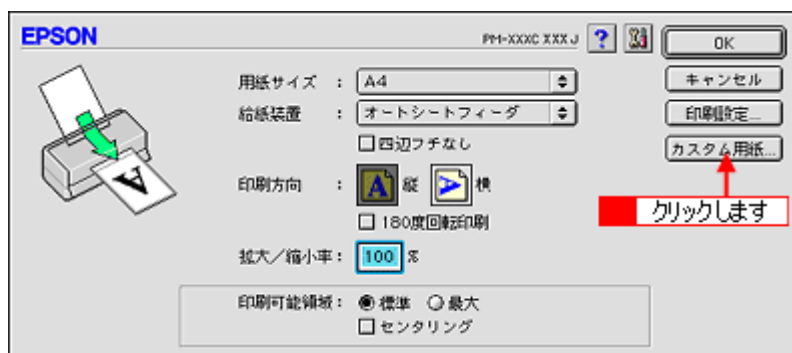 EPSON
PM-XXXC XXX J
?
OK
用紙サイズ : A4
キャンセル
給紙装置 : オートシートフィーダ
印刷設定...
四辺フチなし
カスタム用紙...
印刷方向 : A 縦 A 横
クリックします
180度回転印刷
拡大/縮小率: 100 %
印刷可能領域: 標準 最大
センタリング
A